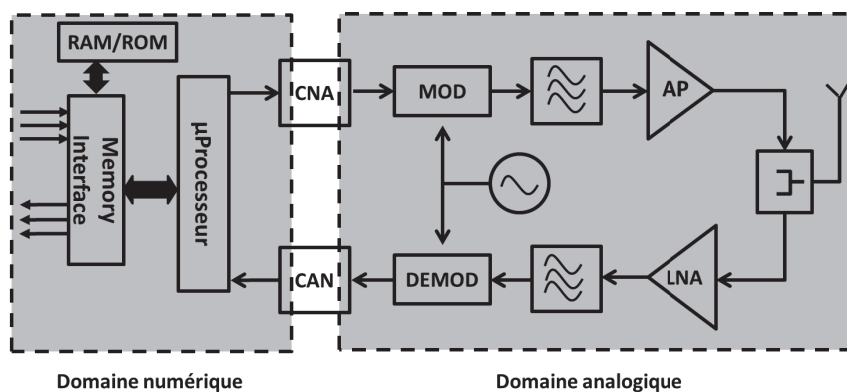 RAM/ROM
Memory
Interface
µProcesseur
CNA
MOD
AP
CAN
DEMOD
LNA
Domaine numérique
Domaine analogique